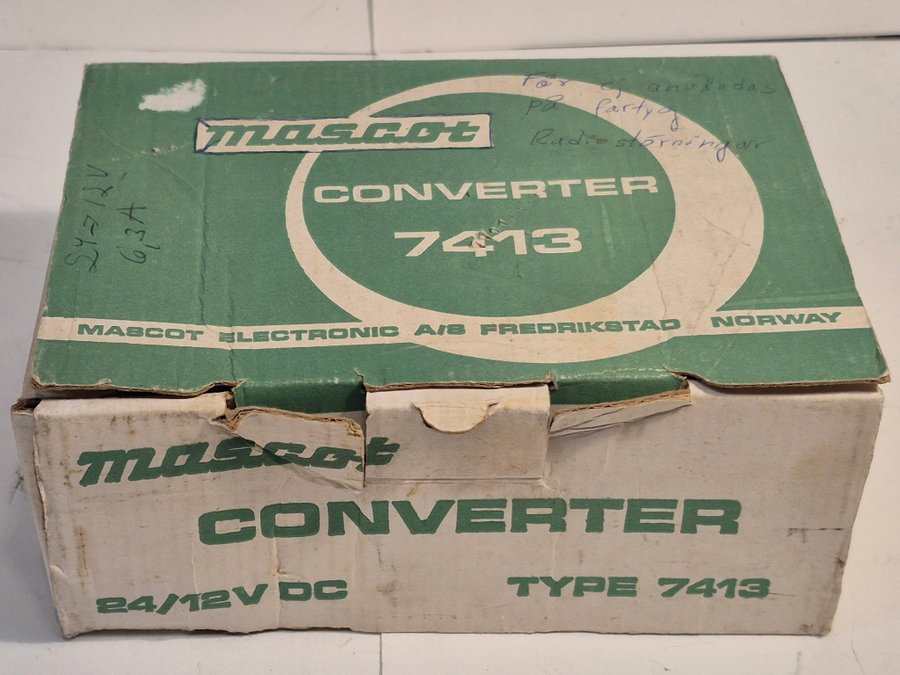 Får ej användas
På fartyg
Radiostörningar
mascot
CONVERTER
7413
24->12V
6,3A
MASCOT ELECTRONIC A/S FREDRIKSTAD NORWAY
mascot
CONVERTER
24/12V DC
TYPE 7413